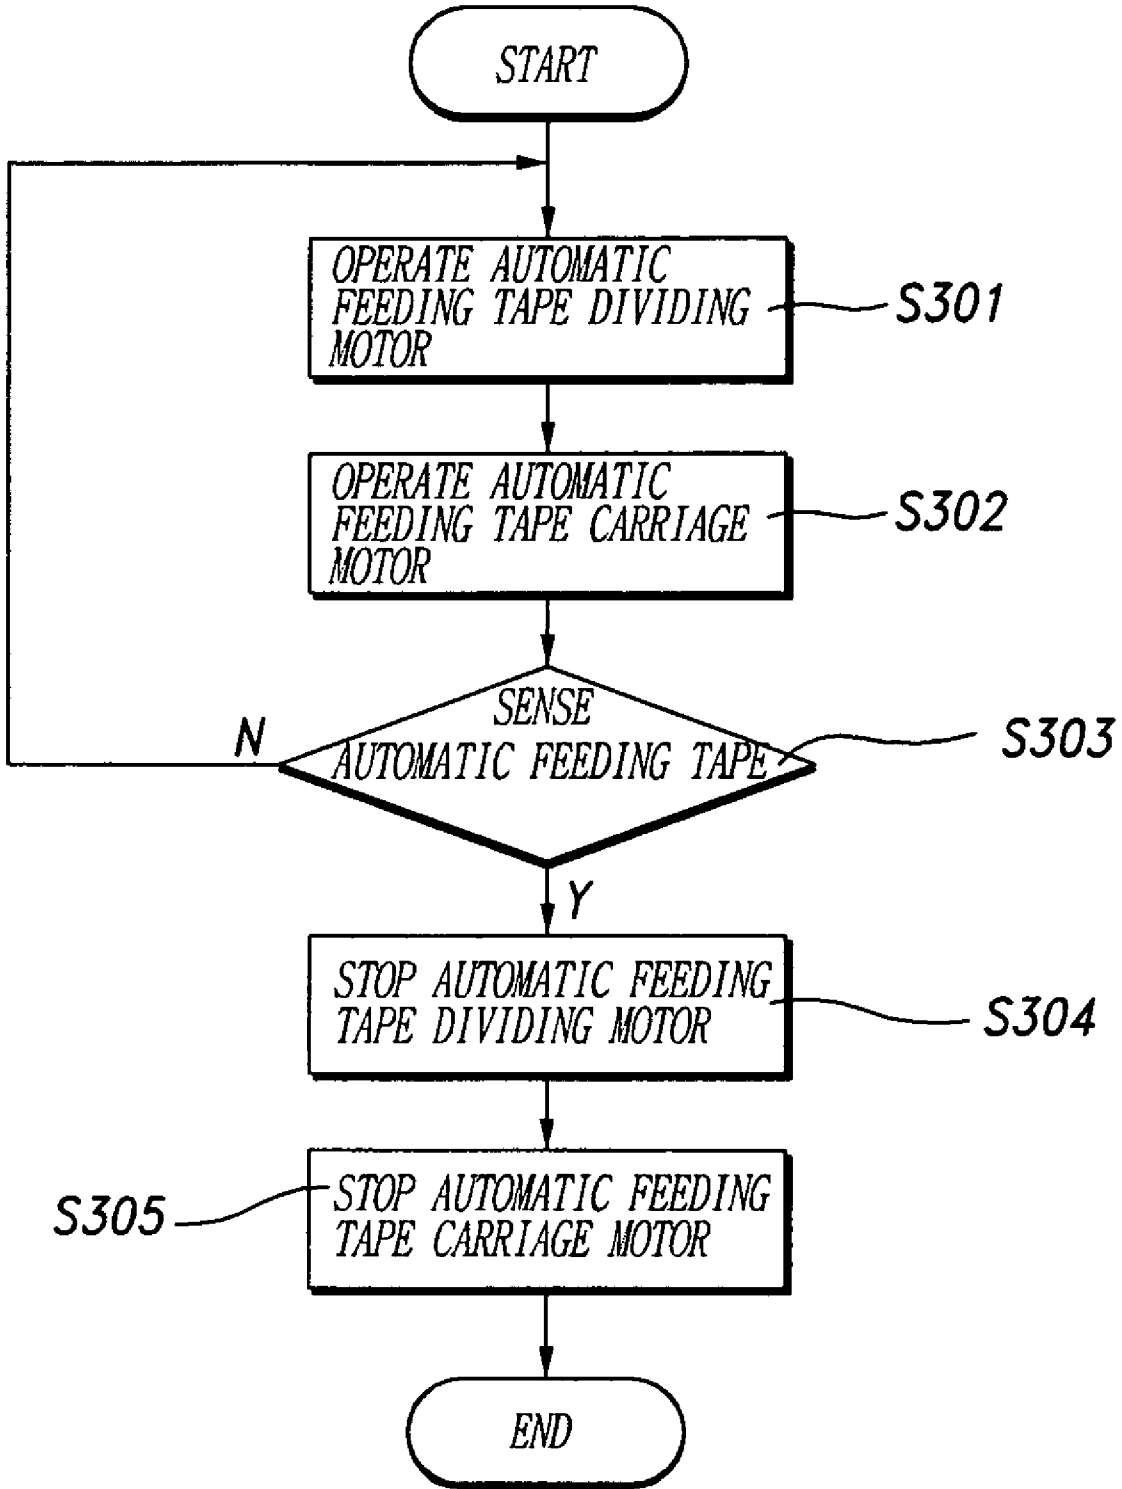 START
OPERATE AUTOMATIC
FEEDING TAPE DIVIDING
MOTOR
S301
OPERATE AUTOMATIC
FEEDING TAPE CARRIAGE
MOTOR
S302
SENSE
AUTOMATIC FEEDING TAPE
S303
N
Y
STOP AUTOMATIC FEEDING
TAPE DIVIDING MOTOR
S304
STOP AUTOMATIC FEEDING
TAPE CARRIAGE MOTOR
S305
END